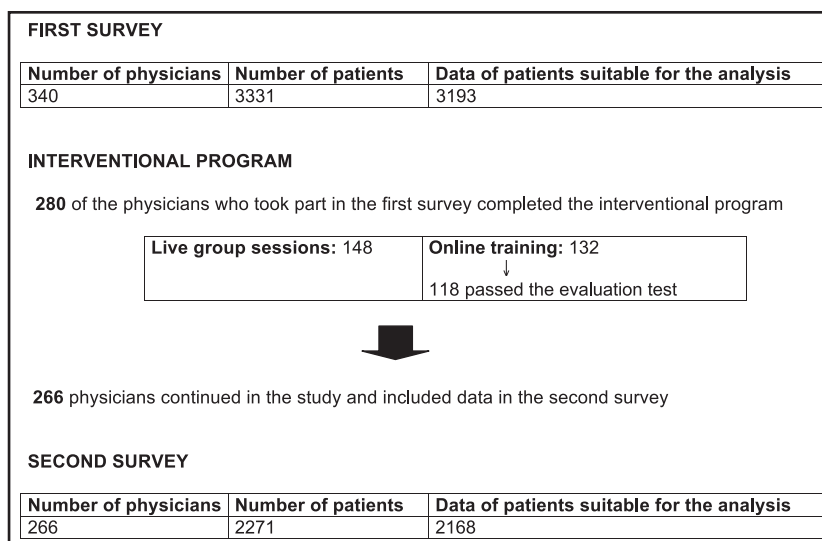 FIRST SURVEY
Number of physicians Number of patients Data of patients suitable for the analysis
340 3331 3193
INTERVENTIONAL PROGRAM
280 of the physicians who took part in the first survey completed the interventional program
Live group sessions: 148 Online training: 132
↓
118 passed the evaluation test
266 physicians continued in the study and included data in the second survey
SECOND SURVEY
Number of physicians Number of patients Data of patients suitable for the analysis
266 2271 2168